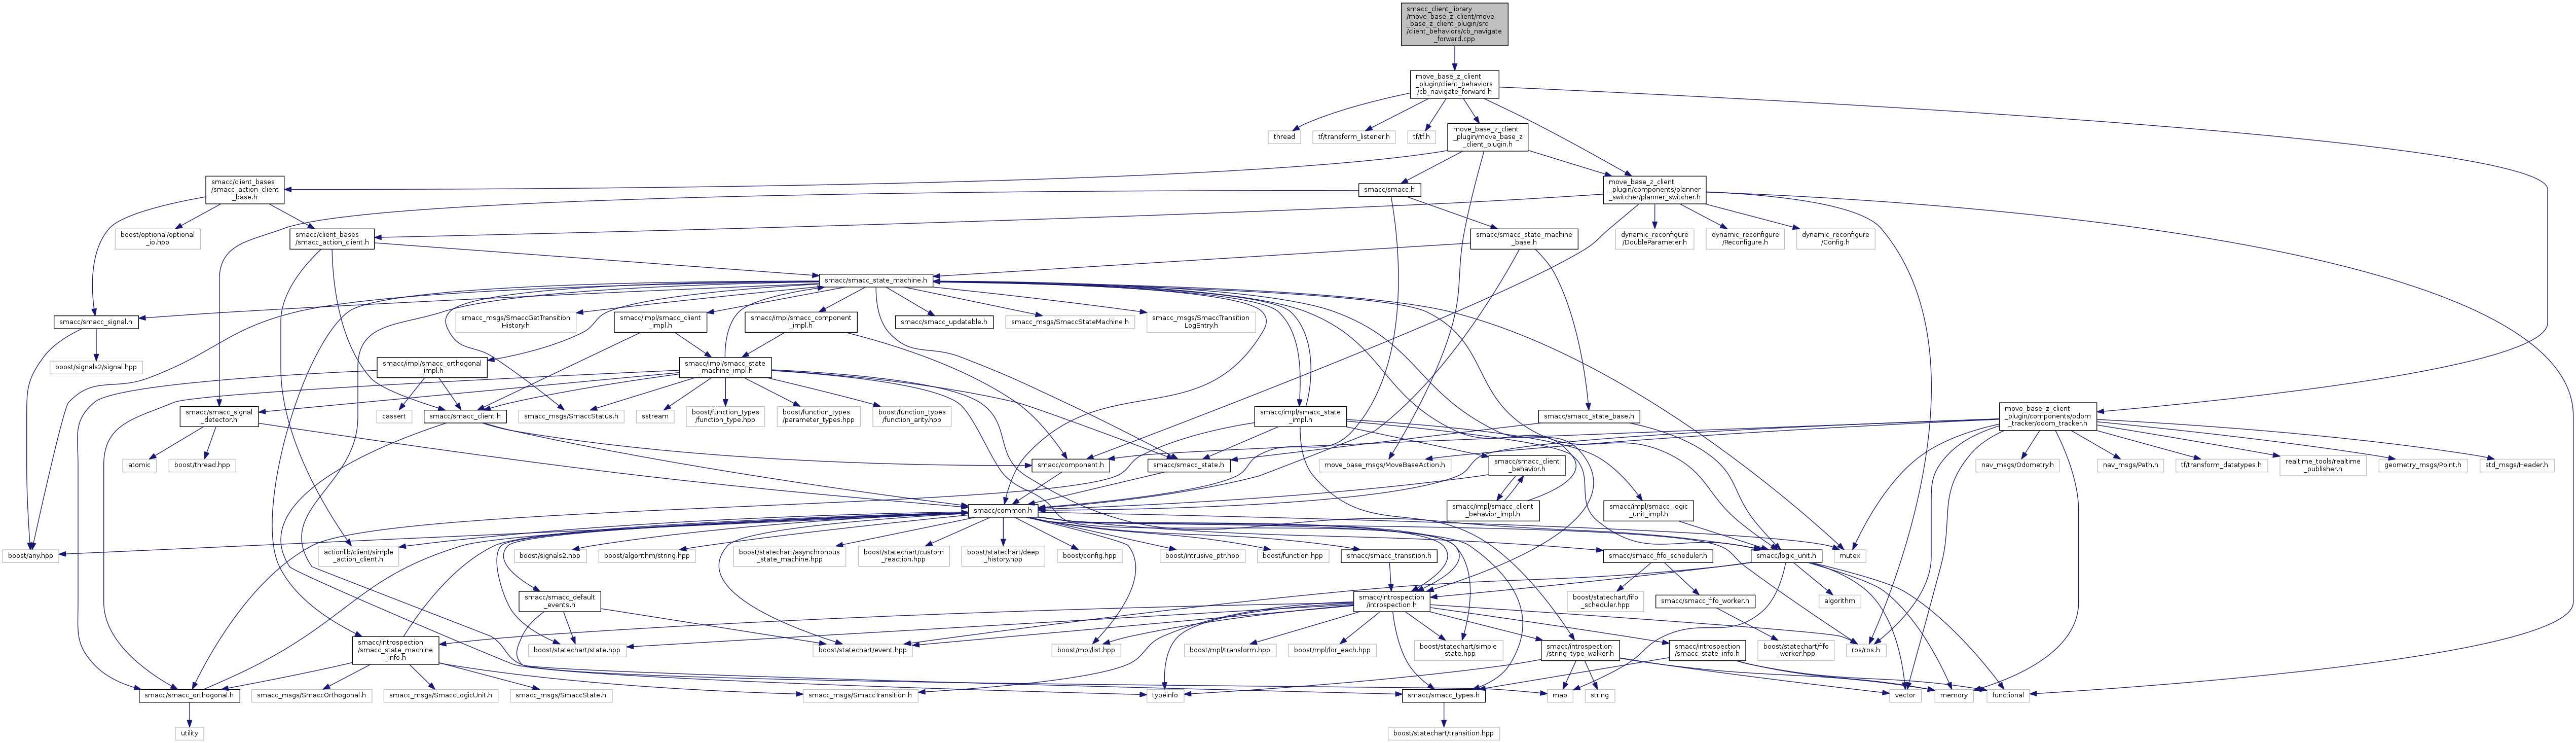 smacc_client_library
/move_base_z_client/move
_base_z_client_plugin/src
/client_behaviors/cb_navigate
_forward.cpp
move_base_z_client
_plugin/client_behaviors
/cb_navigate_forward.h
thread
tf/transform_listener.h
tf/tf.h
move_base_z_client
_plugin/move_base_z
_client_plugin.h
smacc/client_bases
/smacc_action_client
_base.h
smacc/smacc.h
move_base_z_client
_plugin/components/planner
_switcher/planner_switcher.h
boost/optional/optional
_io.hpp
smacc/client_bases
/smacc_action_client.h
smacc/smacc_state_machine
_base.h
dynamic_reconfigure
/DoubleParameter.h
dynamic_reconfigure
/Reconfigure.h
dynamic_reconfigure
/Config.h
smacc/smacc_state_machine.h
smacc/smacc_signal.h
smacc_msgs/SmaccGetTransition
History.h
smacc/impl/smacc_client
_impl.h
smacc/impl/smacc_component
_impl.h
smacc/smacc_updatable.h
smacc_msgs/SmaccStateMachine.h
smacc_msgs/SmaccTransition
LogEntry.h
boost/signals2/signal.hpp
smacc/impl/smacc_orthogonal
_impl.h
smacc/impl/smacc_state
_machine_impl.h
smacc/smacc_signal
_detector.h
cassert
smacc/smacc_client.h
smacc_msgs/SmaccStatus.h
sstream
boost/function_types
/function_type.hpp
boost/function_types
/parameter_types.hpp
boost/function_types
/function_arity.hpp
smacc/impl/smacc_state
_impl.h
smacc/smacc_state_base.h
move_base_z_client
_plugin/components/odom
_tracker/odom_tracker.h
atomic
boost/thread.hpp
smacc/component.h
smacc/smacc_state.h
move_base_msgs/MoveBaseAction.h
smacc/smacc_client
_behavior.h
nav_msgs/Odometry.h
nav_msgs/Path.h
tf/transform_datatypes.h
realtime_tools/realtime
_publisher.h
geometry_msgs/Point.h
std_msgs/Header.h
smacc/common.h
smacc/impl/smacc_client
_behavior_impl.h
smacc/impl/smacc_logic
_unit_impl.h
boost/any.hpp
actionlib/client/simple
_action_client.h
boost/signals2.hpp
boost/algorithm/string.hpp
boost/statechart/asynchronous
_state_machine.hpp
boost/statechart/custom
_reaction.hpp
boost/statechart/deep
_history.hpp
boost/config.hpp
boost/intrusive_ptr.hpp
boost/function.hpp
smacc/smacc_transition.h
smacc/smacc_fifo_scheduler.h
smacc/logic_unit.h
mutex
smacc/smacc_default
_events.h
smacc/introspection
/introspection.h
boost/statechart/fifo
_scheduler.hpp
smacc/smacc_fifo_worker.h
algorithm
smacc/introspection
/smacc_state_machine
_info.h
boost/statechart/state.hpp
boost/statechart/event.hpp
boost/mpl/list.hpp
boost/mpl/transform.hpp
boost/mpl/for_each.hpp
boost/statechart/simple
_state.hpp
smacc/introspection
/string_type_walker.h
smacc/introspection
/smacc_state_info.h
boost/statechart/fifo
_worker.hpp
ros/ros.h
smacc/smacc_orthogonal.h
smacc_msgs/SmaccOrthogonal.h
smacc_msgs/SmaccLogicUnit.h
smacc_msgs/SmaccState.h
smacc_msgs/SmaccTransition.h
typeinfo
smacc/smacc_types.h
map
string
vector
memory
functional
utility
boost/statechart/transition.hpp